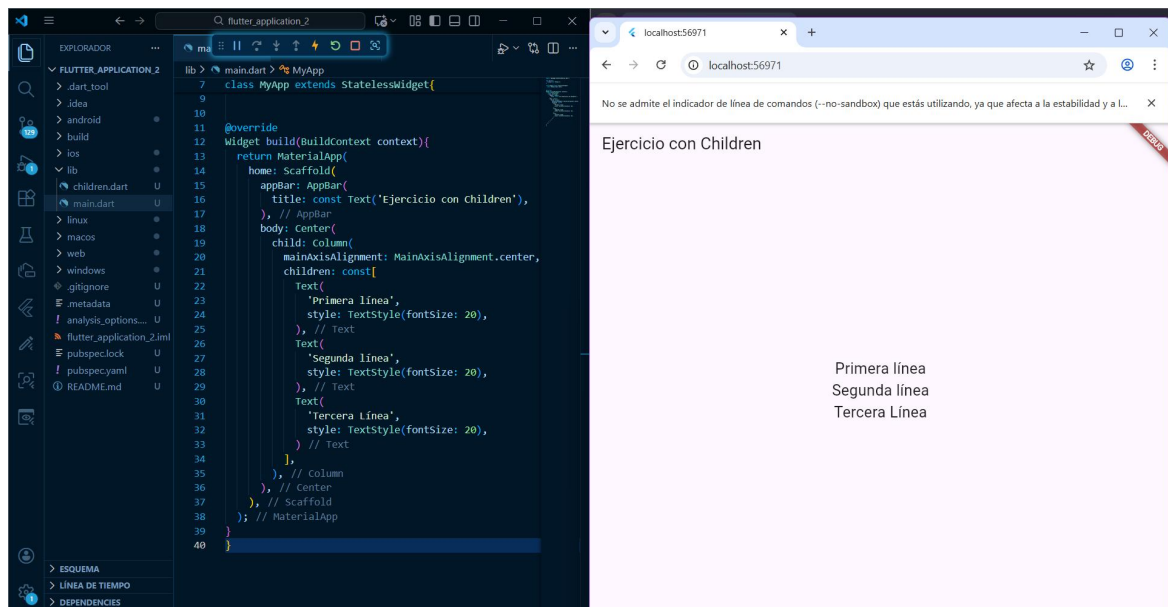 flutter_application_2
EXPLORADOR
FLUTTER_APPLICATION_2
.dart_tool
.idea
android
build
ios
lib
children.dart U
main.dart U
linux
macos
web
windows
.gitignore U
.metadata U
analysis_options.... U
flutter_application_2.iml
pubspec.lock U
pubspec.yaml U
README.md U
ESQUEMA
LÍNEA DE TIEMPO
DEPENDENCIES
129
1
1
ma
lib > main.dart > MyApp
7 class MyApp extends StatelessWidget{
9
10
11 @override
12 Widget build(BuildContext context){
13 return MaterialApp(
14 home: Scaffold(
15 appBar: AppBar(
16 title: const Text('Ejercicio con Children'),
17 ), // AppBar
18 body: Center(
19 child: Column(
20 mainAxisAlignment: MainAxisAlignment.center,
21 children: const[
22 Text(
23 'Primera línea',
24 style: TextStyle(fontSize: 20),
25 ), // Text
26 Text(
27 'Segunda línea',
28 style: TextStyle(fontSize: 20),
29 ), // Text
30 Text(
31 'Tercera Línea',
32 style: TextStyle(fontSize: 20),
33 ) // Text
34 ],
35 ), // Column
36 ), // Center
37 ), // Scaffold
38 ); // MaterialApp
39 }
40 }
localhost:56971
localhost:56971
No se admite el indicador de línea de comandos (--no-sandbox) que estás utilizando, ya que afecta a la estabilidad y a l...
Ejercicio con Children
DEBUG
Primera línea
Segunda línea
Tercera Línea